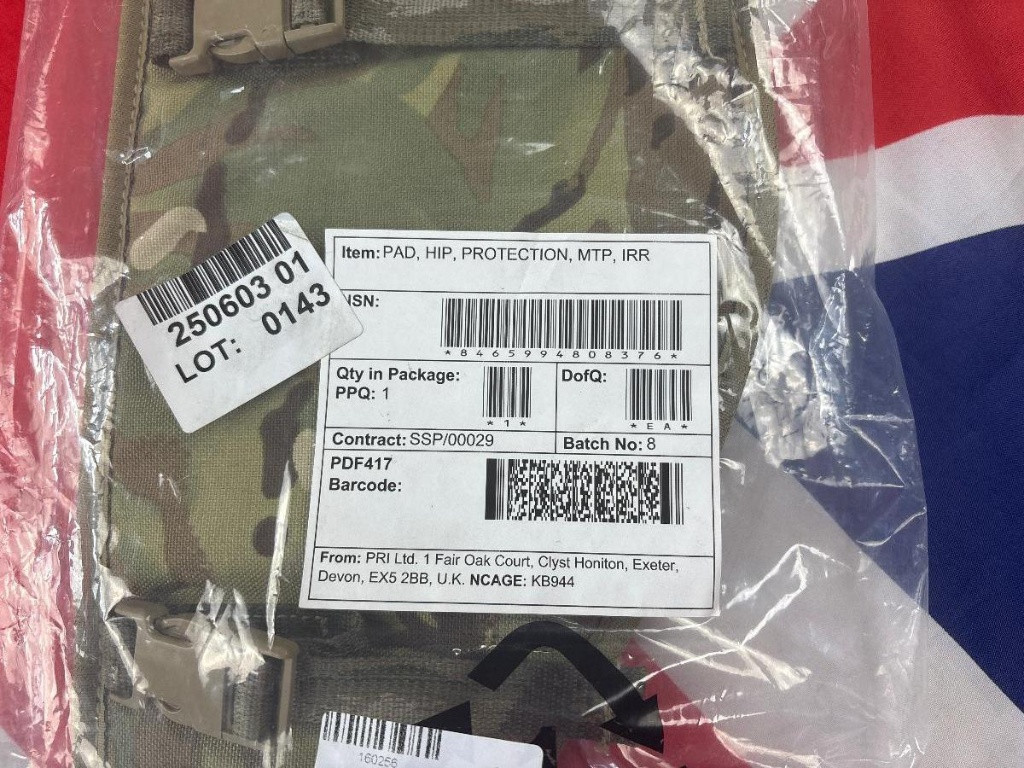 250603 01
LOT: 0143
Item: PAD, HIP, PROTECTION, MTP, IRR
NSN:
*8465994808376*
Qty in Package:
PPQ: 1
*1*
DofQ:
*EA*
Contract: SSP/00029
Batch No: 8
PDF417
Barcode:
From: PRI Ltd. 1 Fair Oak Court, Clyst Honiton, Exeter,
Devon, EX5 2BB, U.K. NCAGE: KB944
160256